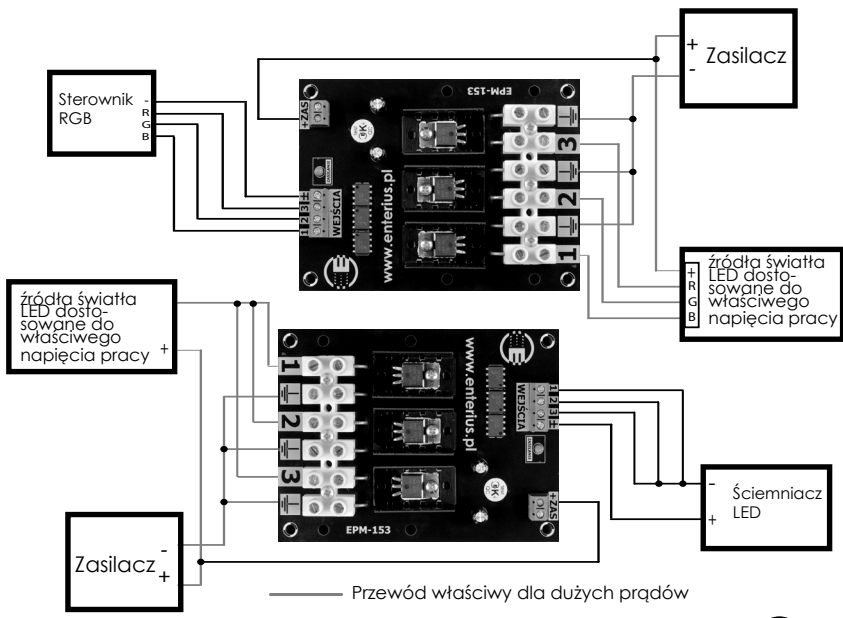 Zasilacz
+
-
Sterownik
RGB
-
R
G
B
EPM-153
+ZAS
WEJŚCIA
1 2 3
www.enterius.pl
E
OK
3
2
1
źródła światła
LED dosto-
sowane do
właściwego
napięcia pracy
+
R
G
B
źródła światła
LED dosto-
sowane do
właściwego
napięcia pracy
+
1
2
3
www.enterius.pl
E
WEJŚCIA
1 2 3
OK
+ZAS
EPM-153
Ściemniacz
LED
-
+
Zasilacz
-
+
Przewód właściwy dla dużych prądów